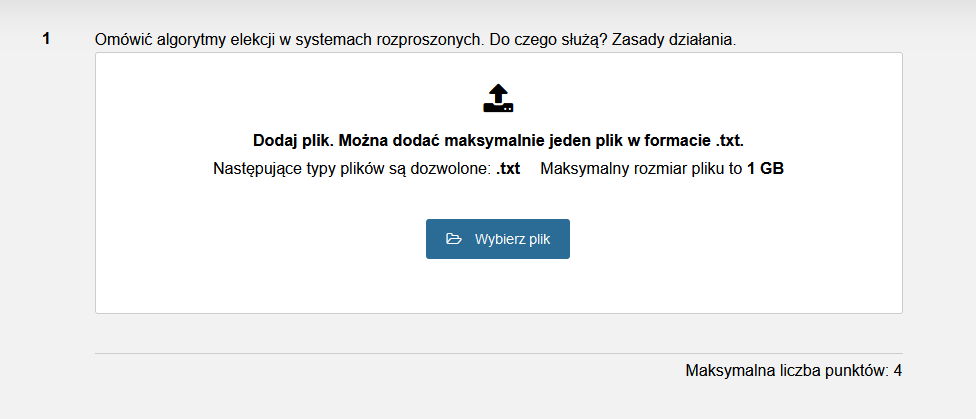 1 Omówić algorytmy elekcji w systemach rozproszonych. Do czego służą? Zasady działania.
Dodaj plik. Można dodać maksymalnie jeden plik w formacie .txt.
Następujące typy plików są dozwolone: .txt Maksymalny rozmiar pliku to 1 GB
Wybierz plik
Maksymalna liczba punktów: 4